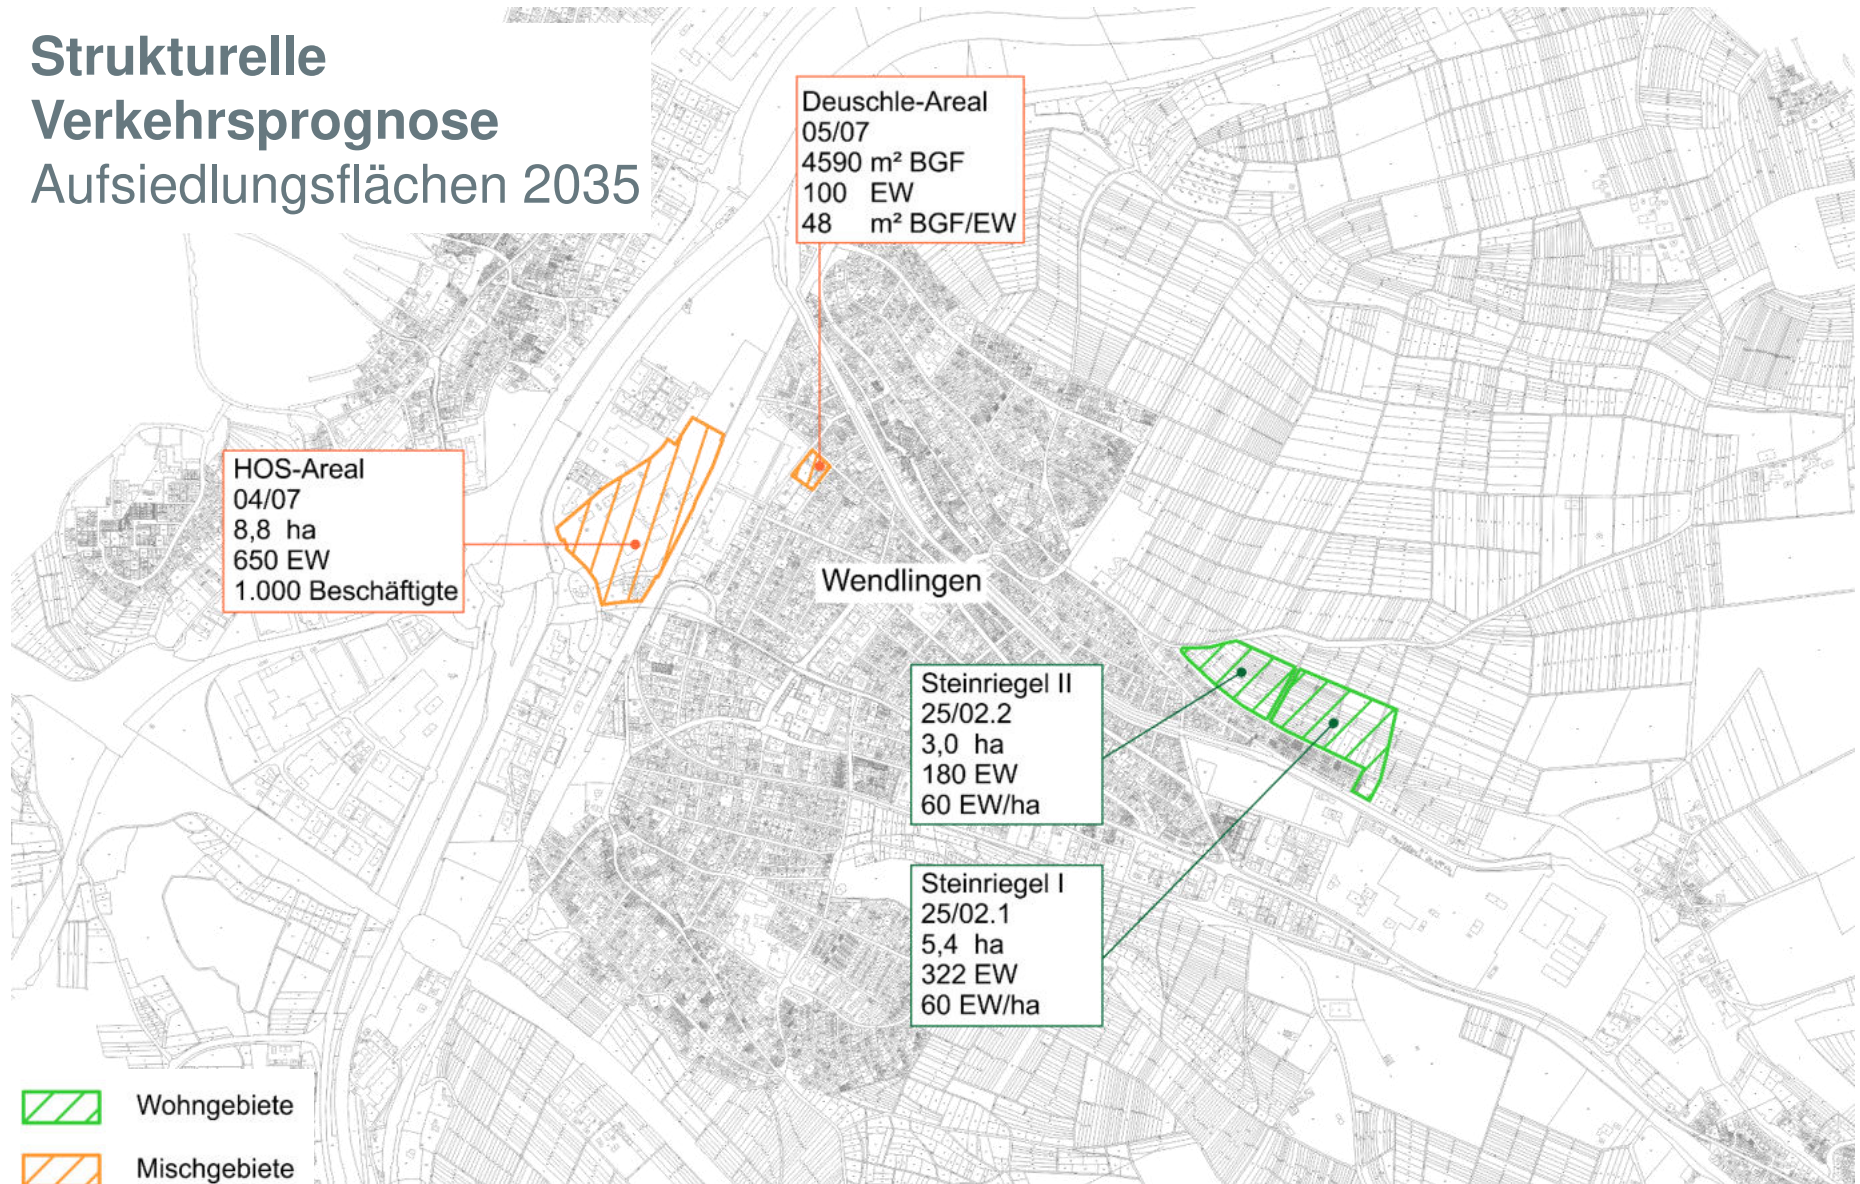 Strukturelle
Verkehrsprognose
Aufsiedlungsflächen 2035
Deuschle-Areal
05/07
4590 m² BGF
100 EW
48 m² BGF/EW
HOS-Areal
04/07
8,8 ha
650 EW
1.000 Beschäftigte
Wendlingen
Steinriegel II
25/02.2
3,0 ha
180 EW
60 EW/ha
Steinriegel I
25/02.1
5,4 ha
322 EW
60 EW/ha
Wohngebiete
Mischgebiete